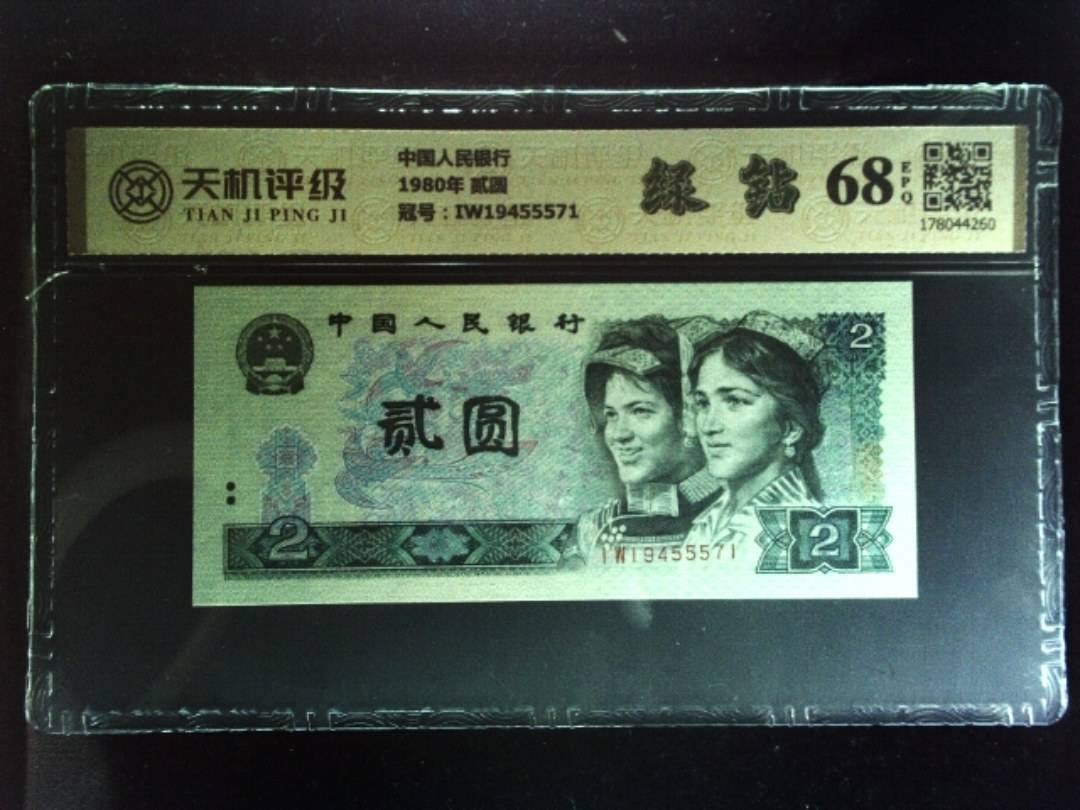 天机评级
TIAN JI PING JI
中国人民银行
1980年 贰圆
冠号：IW19455571
绿 钻
68
EPQ
178044260
中国人民银行
2
贰圆
2
IW19455571
2